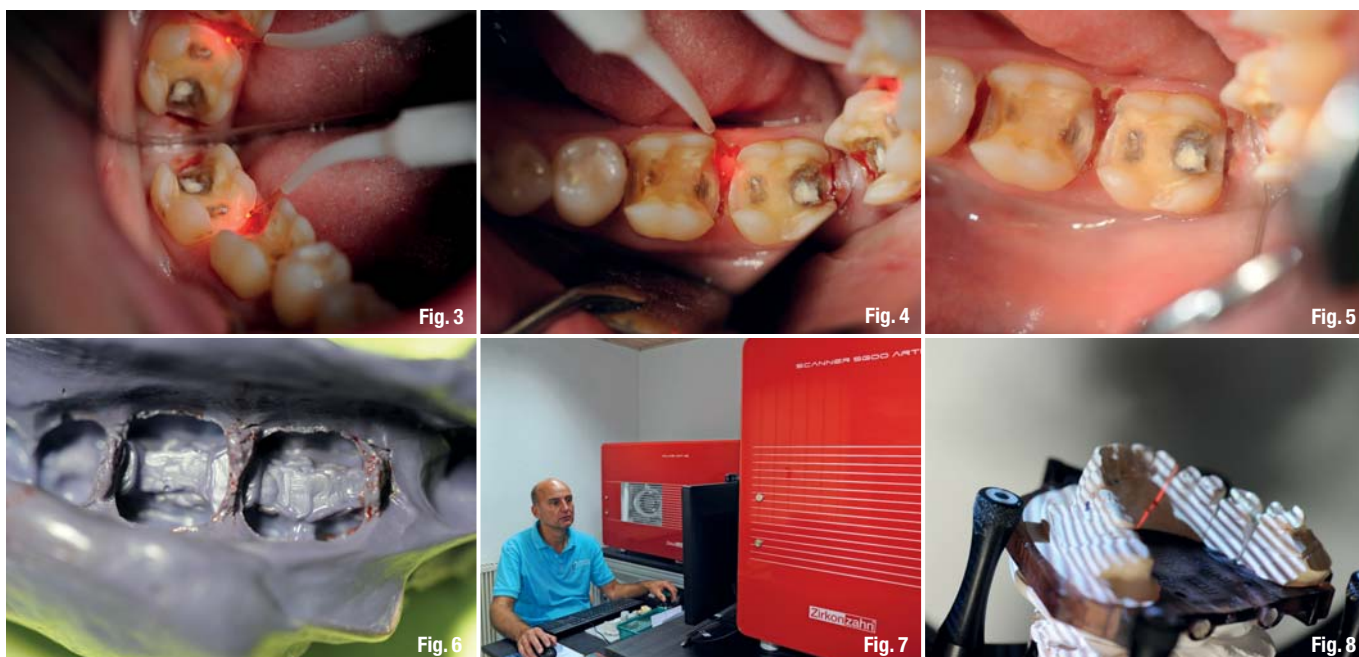 Fig. 3
Fig. 4
Fig. 5
Fig. 6
SCANNER S600 ARTI
Zirkonzahn
Fig. 7
Fig. 8